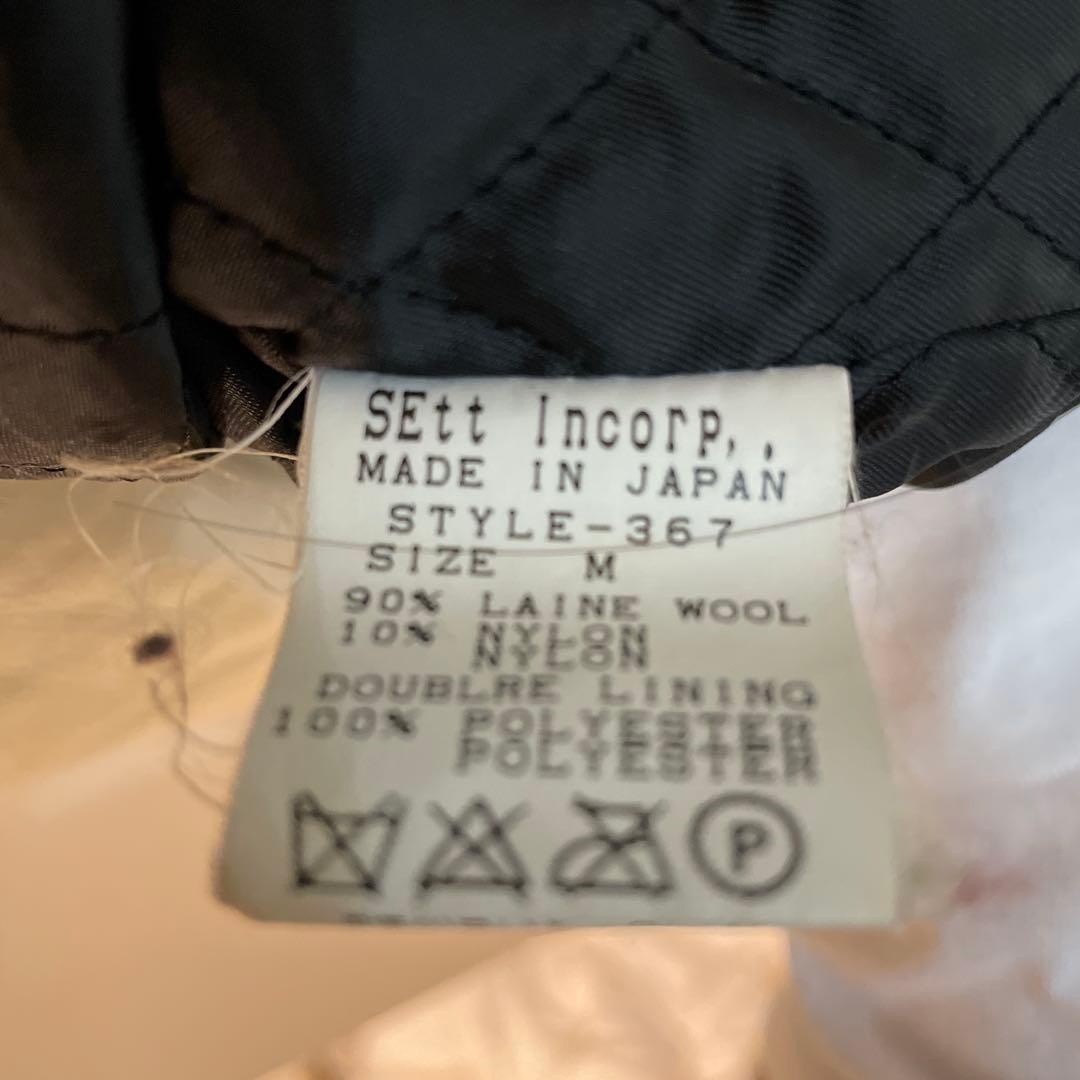 SEtt Incorp,.
MADE IN JAPAN
STYLE-367
SIZE M
90% LAINE WOOL
10% NYLON
NYLON
DOUBLRE LINING
100% POLYESTER
POLYESTER
P